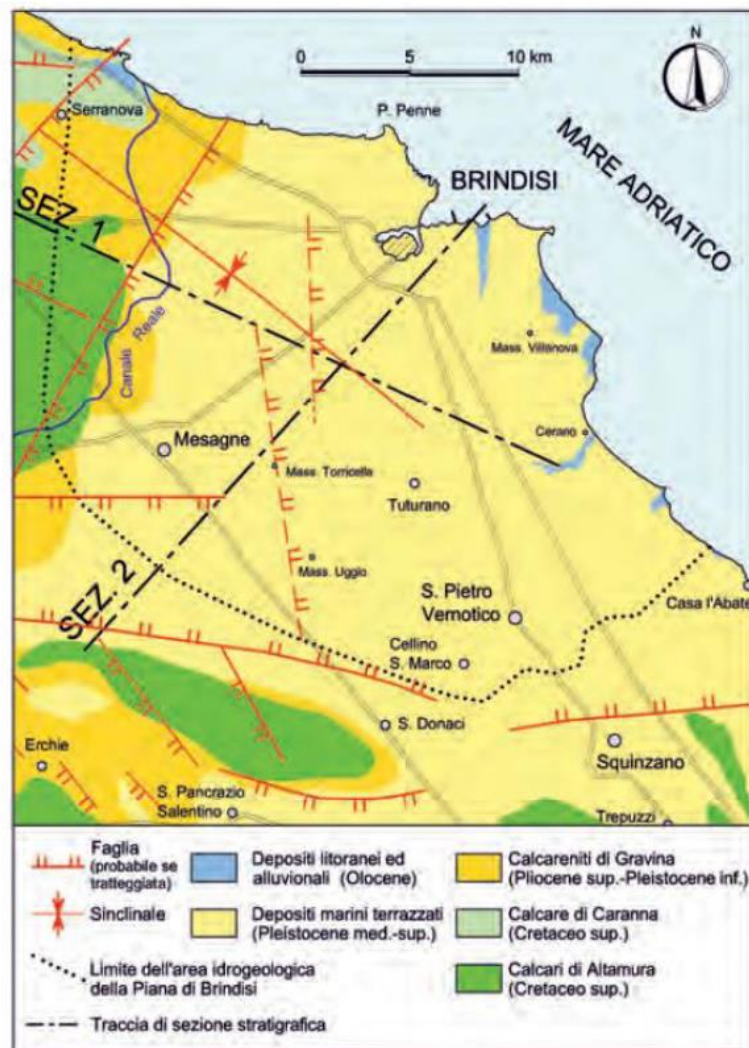 N
0 5 10 km
Serranova
P. Penne
MARE ADRIATICO
BRINDISI
SEZ. 1
Canale Reale
Mass. Villanova
Cerano
Mesagne
Mass. Torricella
Tuturano
Mass. Uggio
SEZ. 2
S. Pietro
Vernotico
Casa l'Abate
Cellino
S. Marco
S. Donaci
Erchie
Squinzano
S. Pancrazio
Salentino
Trepuzzi
Faglia
(probabile se
tratteggiata)
Sinclinale
Depositi litoranei ed
alluvionali (Olocene)
Depositi marini terrazzati
(Pleistocene med.-sup.)
Calcareniti di Gravina
(Pliocene sup.-Pleistocene inf.)
Calcare di Caranna
(Cretaceo sup.)
Calcari di Altamura
(Cretaceo sup.)
Limite dell'area idrogeologica
della Piana di Brindisi
Traccia di sezione stratigrafica